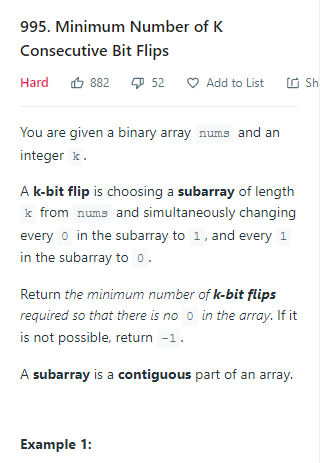 995. Minimum Number of K
Consecutive Bit Flips
Hard 882 52 Add to List Sh
You are given a binary array nums and an
integer k.
A k-bit flip is choosing a subarray of length
k from nums and simultaneously changing
every 0 in the subarray to 1, and every 1
in the subarray to 0.
Return the minimum number of k-bit flips
required so that there is no 0 in the array. If it
is not possible, return -1.
A subarray is a contiguous part of an array.
Example 1: